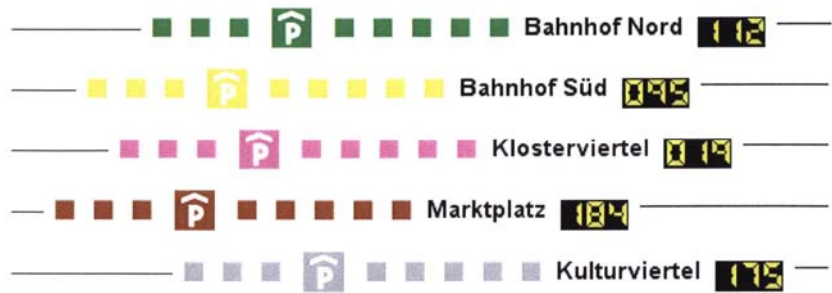 P Bahnhof Nord 112
P Bahnhof Süd 095
P Klosterviertel 019
P Marktplatz 184
P Kulturviertel 175